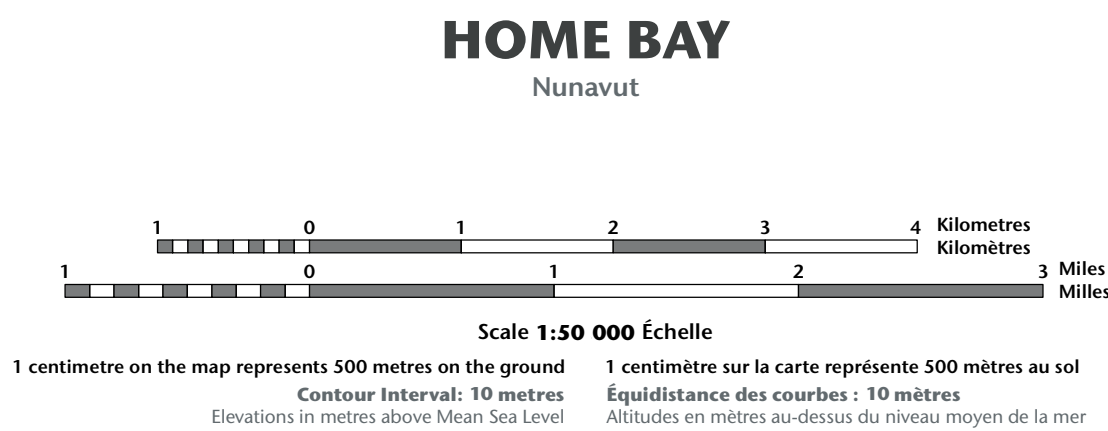 HOME BAY
Nunavut
1 0 1 2 3 4 Kilometres
Kilomètres
1 0 1 2 3 Miles
Milles
Scale 1:50 000 Échelle
1 centimetre on the map represents 500 metres on the ground
1 centimètre sur la carte représente 500 mètres au sol
Contour Interval: 10 metres
Équidistance des courbes : 10 mètres
Elevations in metres above Mean Sea Level
Altitudes en mètres au-dessus du niveau moyen de la mer